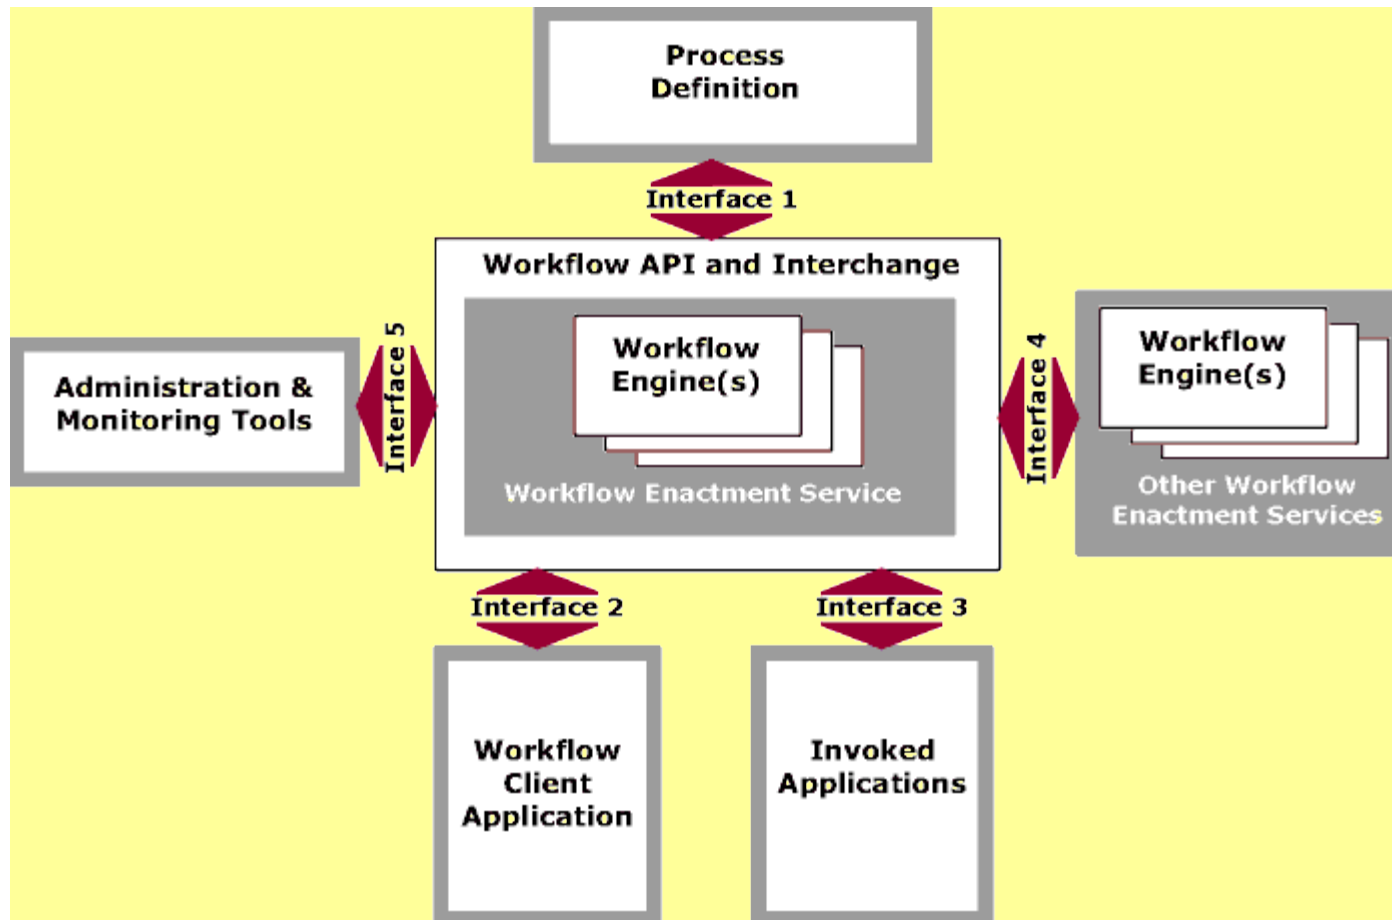 Process
Definition
Interface 1
Workflow API and Interchange
Workflow
Engine(s)
Workflow Enactment Service
Interface 5
Administration &
Monitoring Tools
Interface 4
Workflow
Engine(s)
Other Workflow
Enactment Services
Interface 2
Interface 3
Workflow
Client
Application
Invoked
Applications